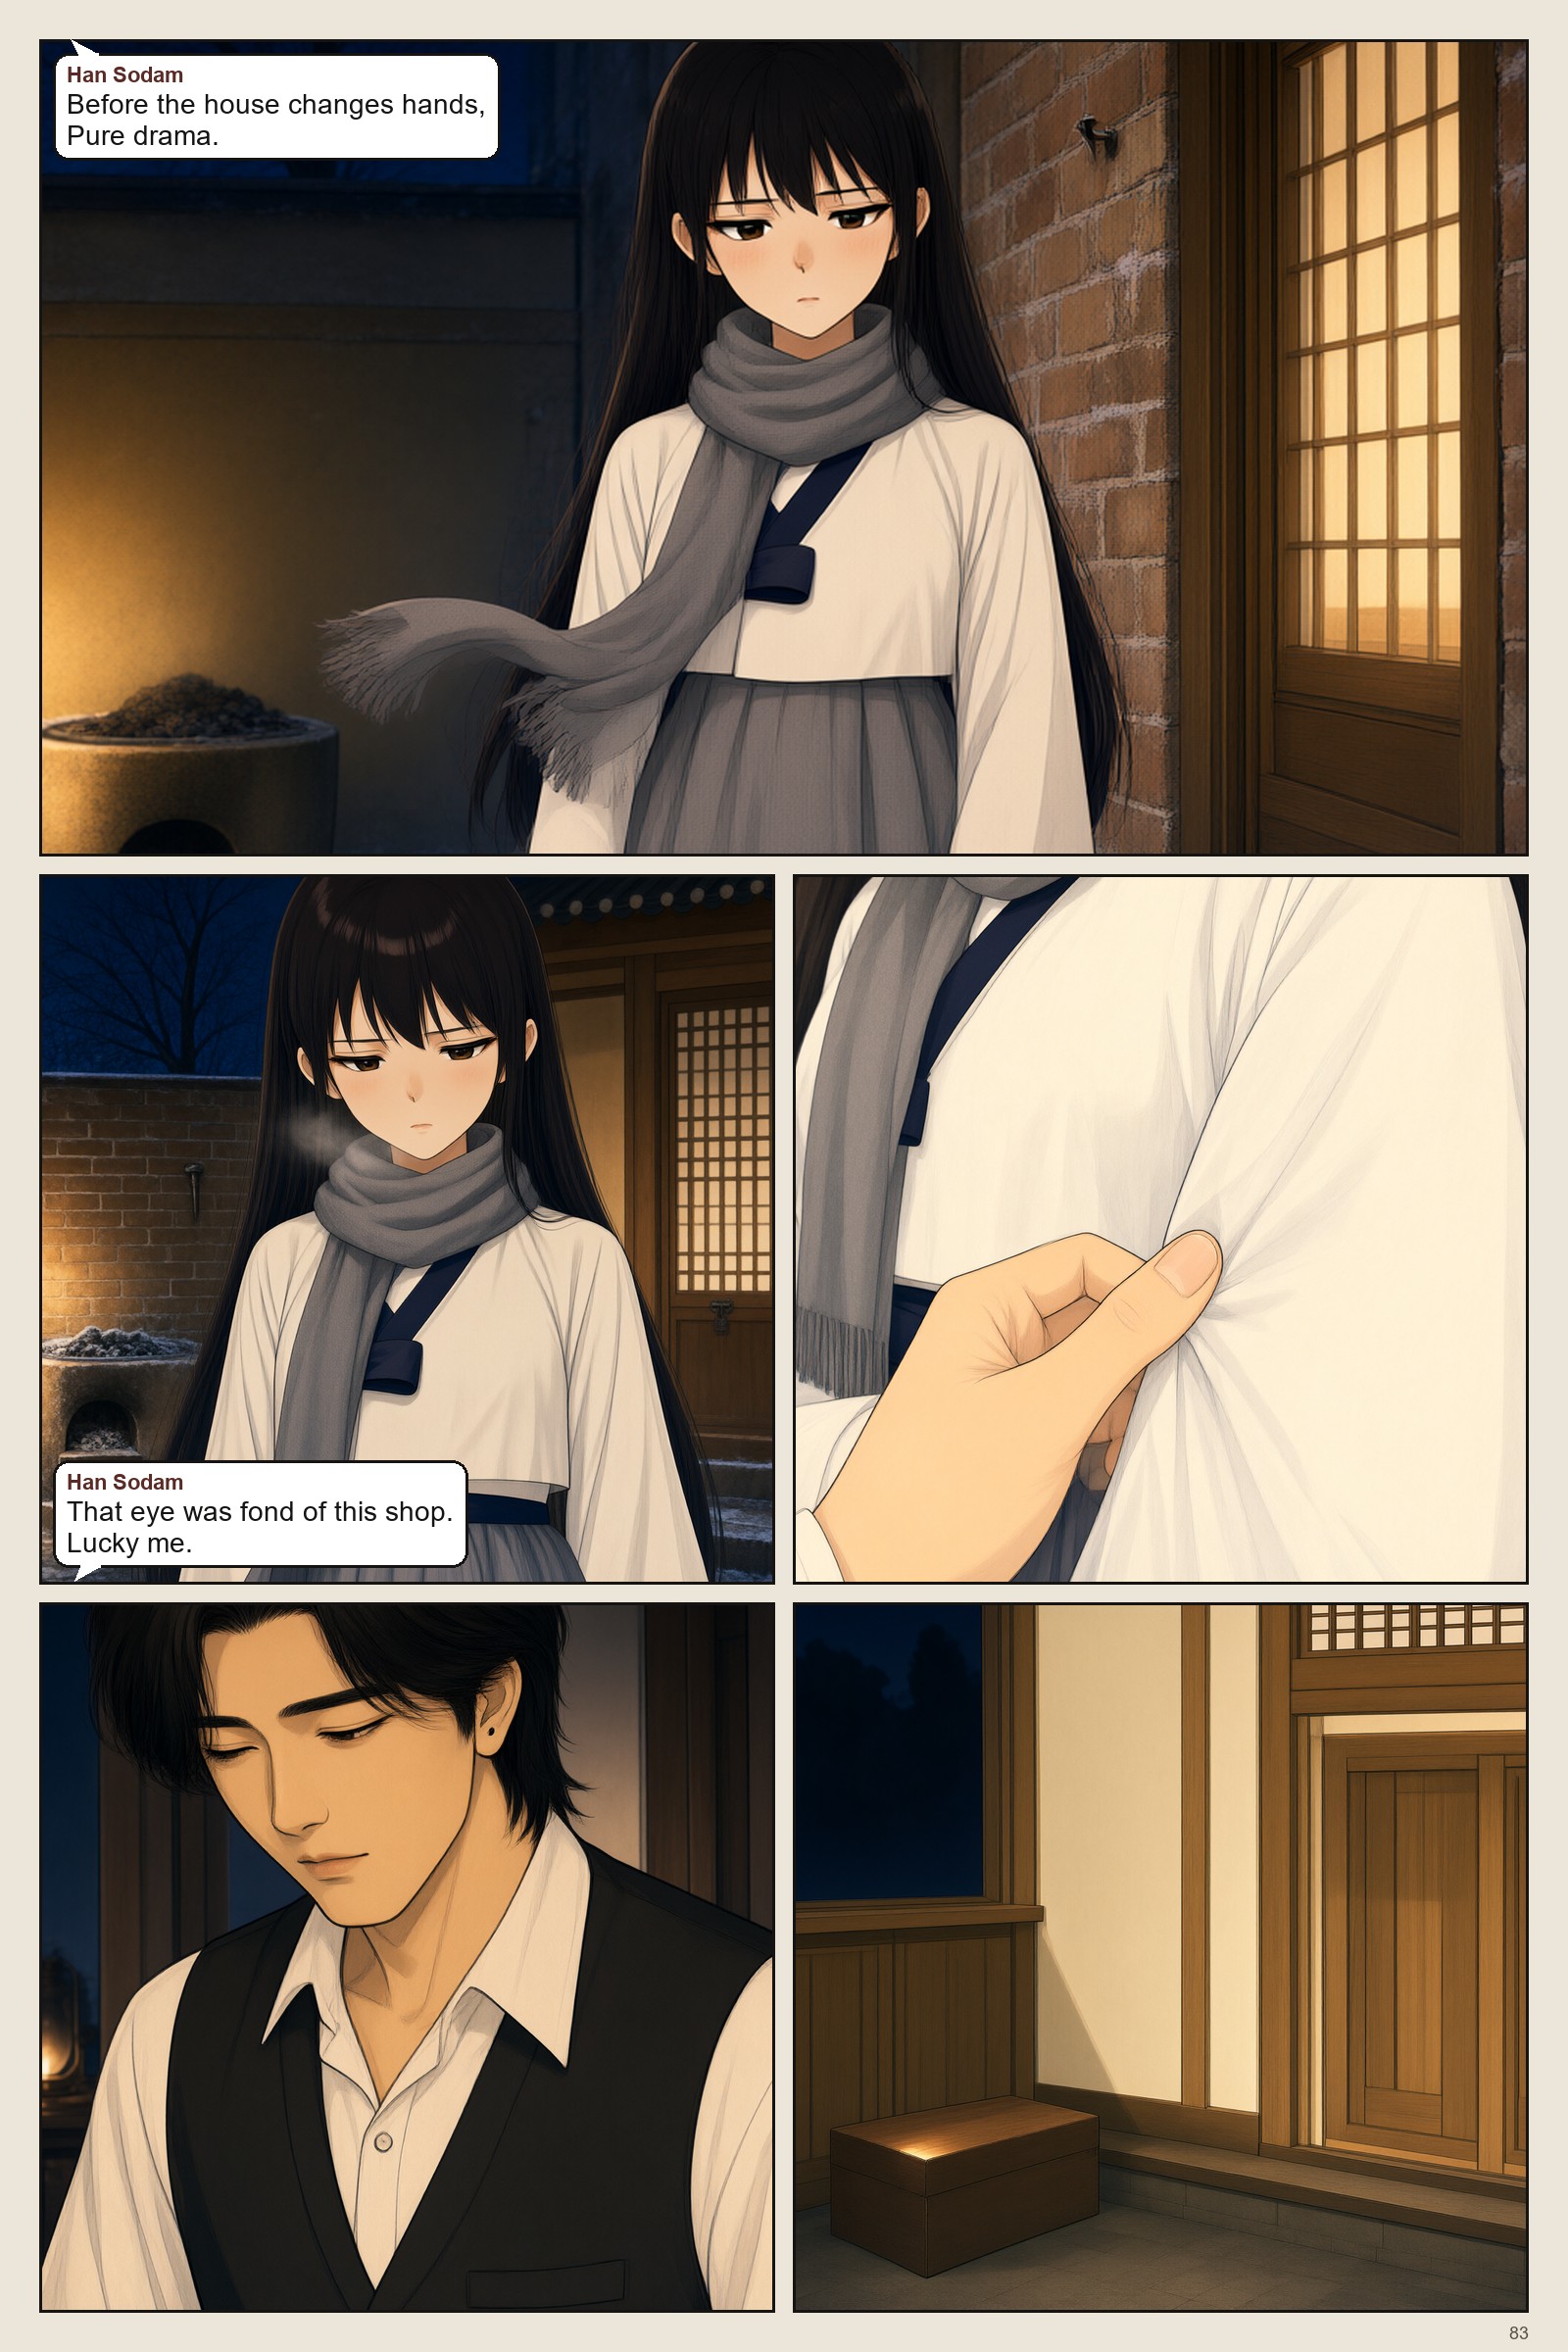 Han Sodam
Before the house changes hands,
Pure drama.
Han Sodam
That eye was fond of this shop.
Lucky me.
83